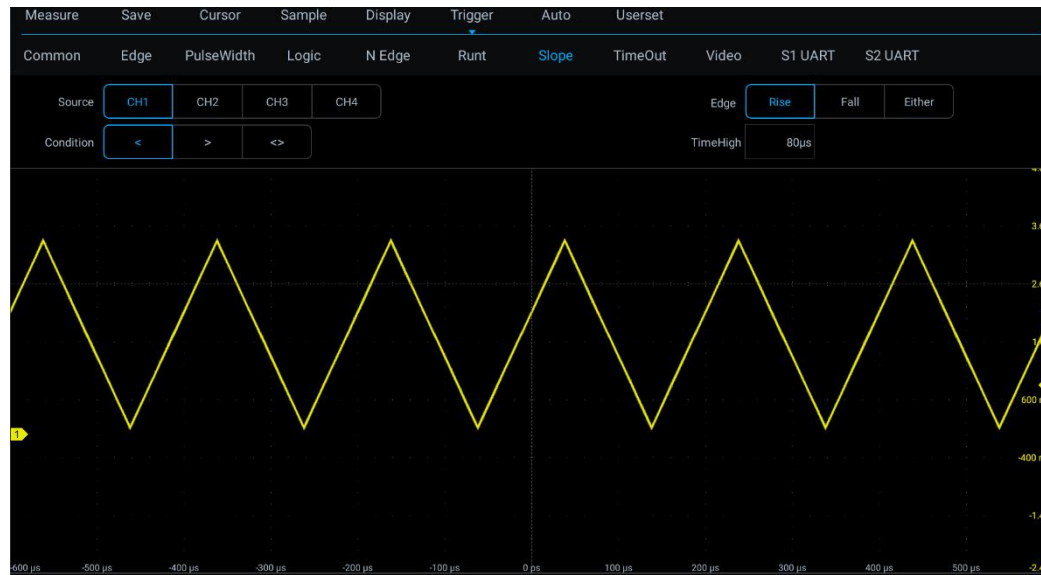 Measure Save Cursor Sample Display Trigger Auto Userset
Common Edge PulseWidth Logic N Edge Runt Slope TimeOut Video S1 UART S2 UART
Source CH1 CH2 CH3 CH4 Edge Rise Fall Either
Condition < > <> TimeHigh 80μs
3.
2.
1
600
1
-400
-1.
-600 μs -500 μs -400 μs -300 μs -200 μs -100 μs 0 ps 100 μs 200 μs 300 μs 400 μs 500 μs -2.